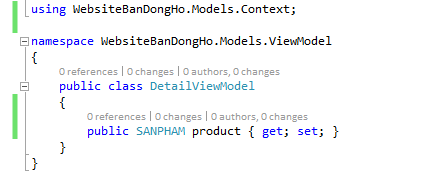 using WebsiteBanDongHo.Models.Context;
namespace WebsiteBanDongHo.Models.ViewModel
{
0 references | 0 changes | 0 authors, 0 changes
public class DetailViewModel
{
0 references | 0 changes | 0 authors, 0 changes
public SANPHAM product { get; set; }
}
}